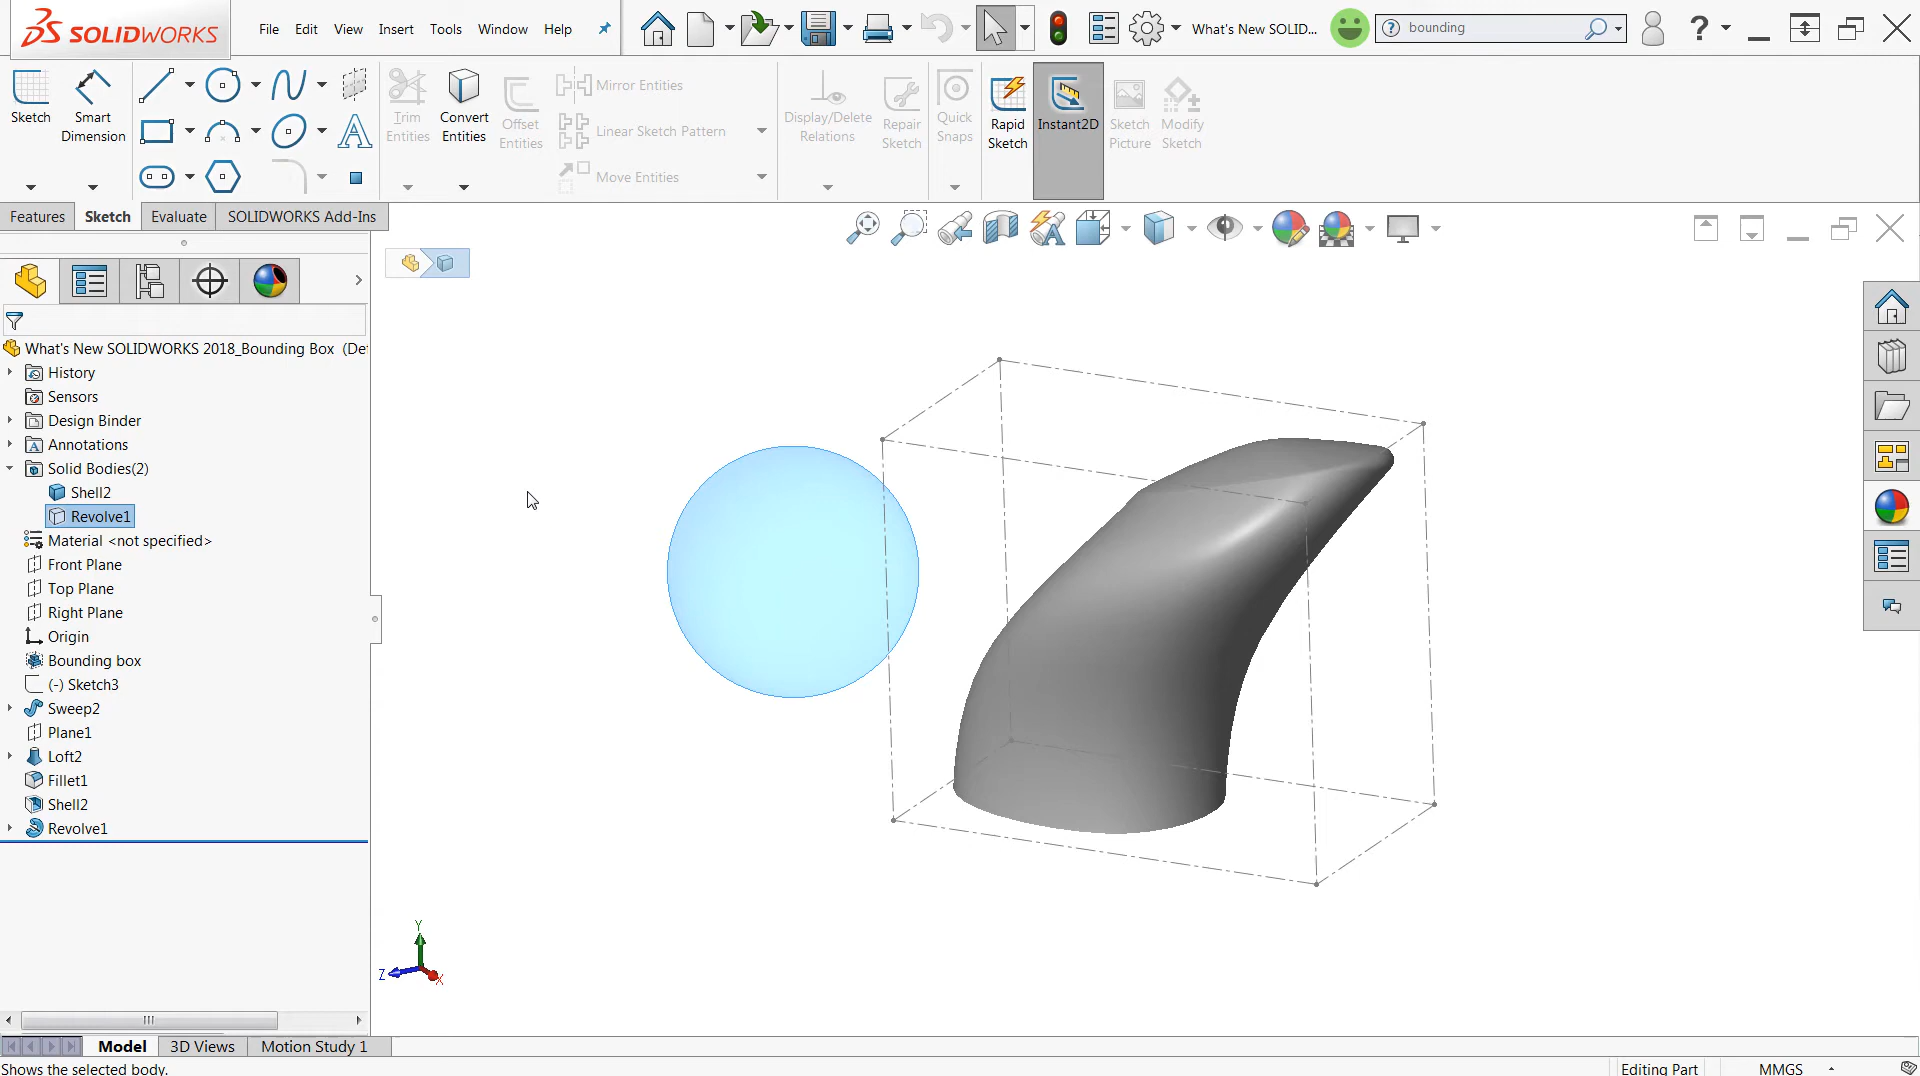 SOLIDWORKS
File Edit View Insert Tools Window Help
What's New SOLID...
bounding
Sketch
Smart Dimension
Trim Entities
Convert Entities
Offset Entities
Mirror Entities
Linear Sketch Pattern
Move Entities
Display/Delete Relations
Repair Sketch
Quick Snaps
Rapid Sketch
Instant2D
Sketch Picture
Modify Sketch
Features Sketch Evaluate SOLIDWORKS Add-Ins
What's New SOLIDWORKS 2018_Bounding Box (De
History
Sensors
Design Binder
Annotations
Solid Bodies(2)
Shell2
Revolve1
Material <not specified>
Front Plane
Top Plane
Right Plane
Origin
Bounding box
(-) Sketch3
Sweep2
Plane1
Loft2
Fillet1
Shell2
Revolve1
Y
Z
X
Model 3D Views Motion Study 1
Shows the selected body.
Editing Part MMGS